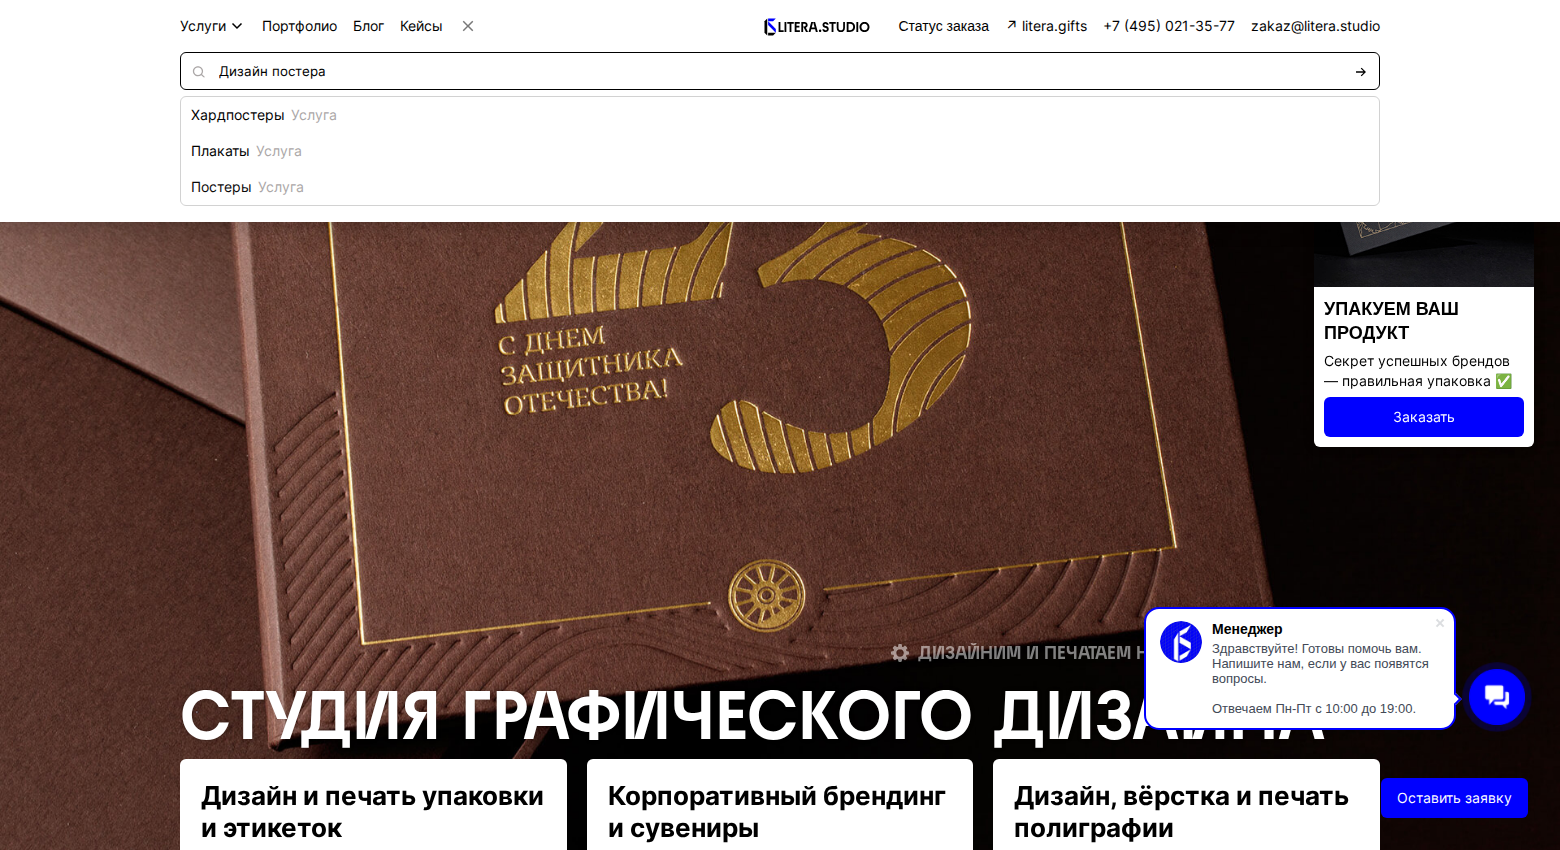 Услуги Портфолио Блог Кейсы LITERA.STUDIO Статус заказа litera.gifts +7 (495) 021-35-77 zakaz@litera.studio
Дизайн постера
Хардпостеры Услуга
Плакаты Услуга
Постеры Услуга
С ДНЕМ
ЗАЩИТНИКА
ОТЕЧЕСТВА!
УПАКУЕМ ВАШ
ПРОДУКТ
Секрет успешных брендов
— правильная упаковка ✅
Заказать
ДИЗАЙНИМ И ПЕЧАТАЕМ
СТУДИЯ ГРАФИЧЕСКОГО
Менеджер
Здравствуйте! Готовы помочь вам.
Напишите нам, если у вас появятся
вопросы.
Отвечаем Пн-Пт с 10:00 до 19:00.
Дизайн и печать упаковки
и этикеток
Корпоративный брендинг
и сувениры
Дизайн, вёрстка и печать
полиграфии
Оставить заявку